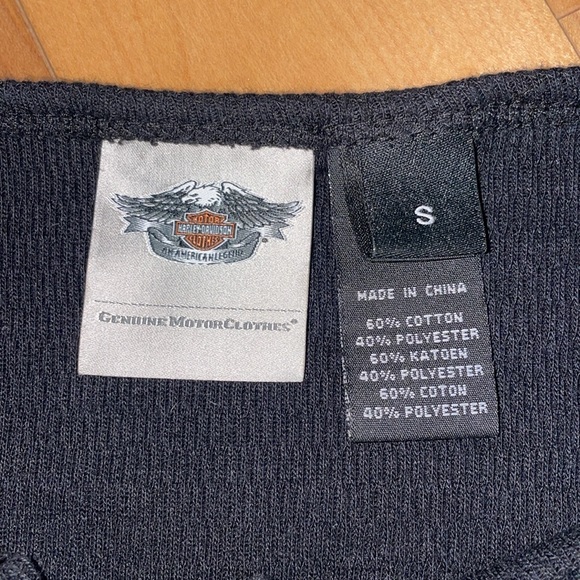 MOTOR
HARLEY-DAVIDSON
CLOTHES
AN AMERICAN LEGEND
GENUINE MOTORCLOTHES®
S
MADE IN CHINA
60% COTTON
40% POLYESTER
60% KATOEN
40% POLYESTER
60% COTON
40% POLYESTER